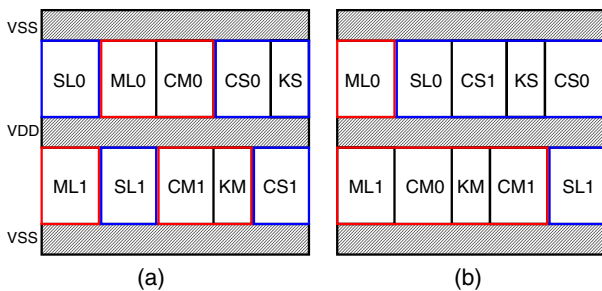 VSS
SL0 ML0 CM0 CS0 KS
ML0 SL0 CS1 KS CS0
VDD
ML1 SL1 CM1 KM CS1
ML1 CM0 KM CM1 SL1
VSS
(a)
(b)